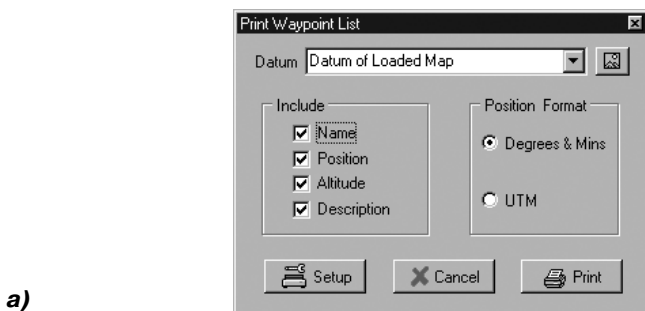 Print Waypoint List
Datum Datum of Loaded Map
Include
Name
Position
Altitude
Description
Position Format
Degrees & Mins
UTM
Setup Cancel Print
a)